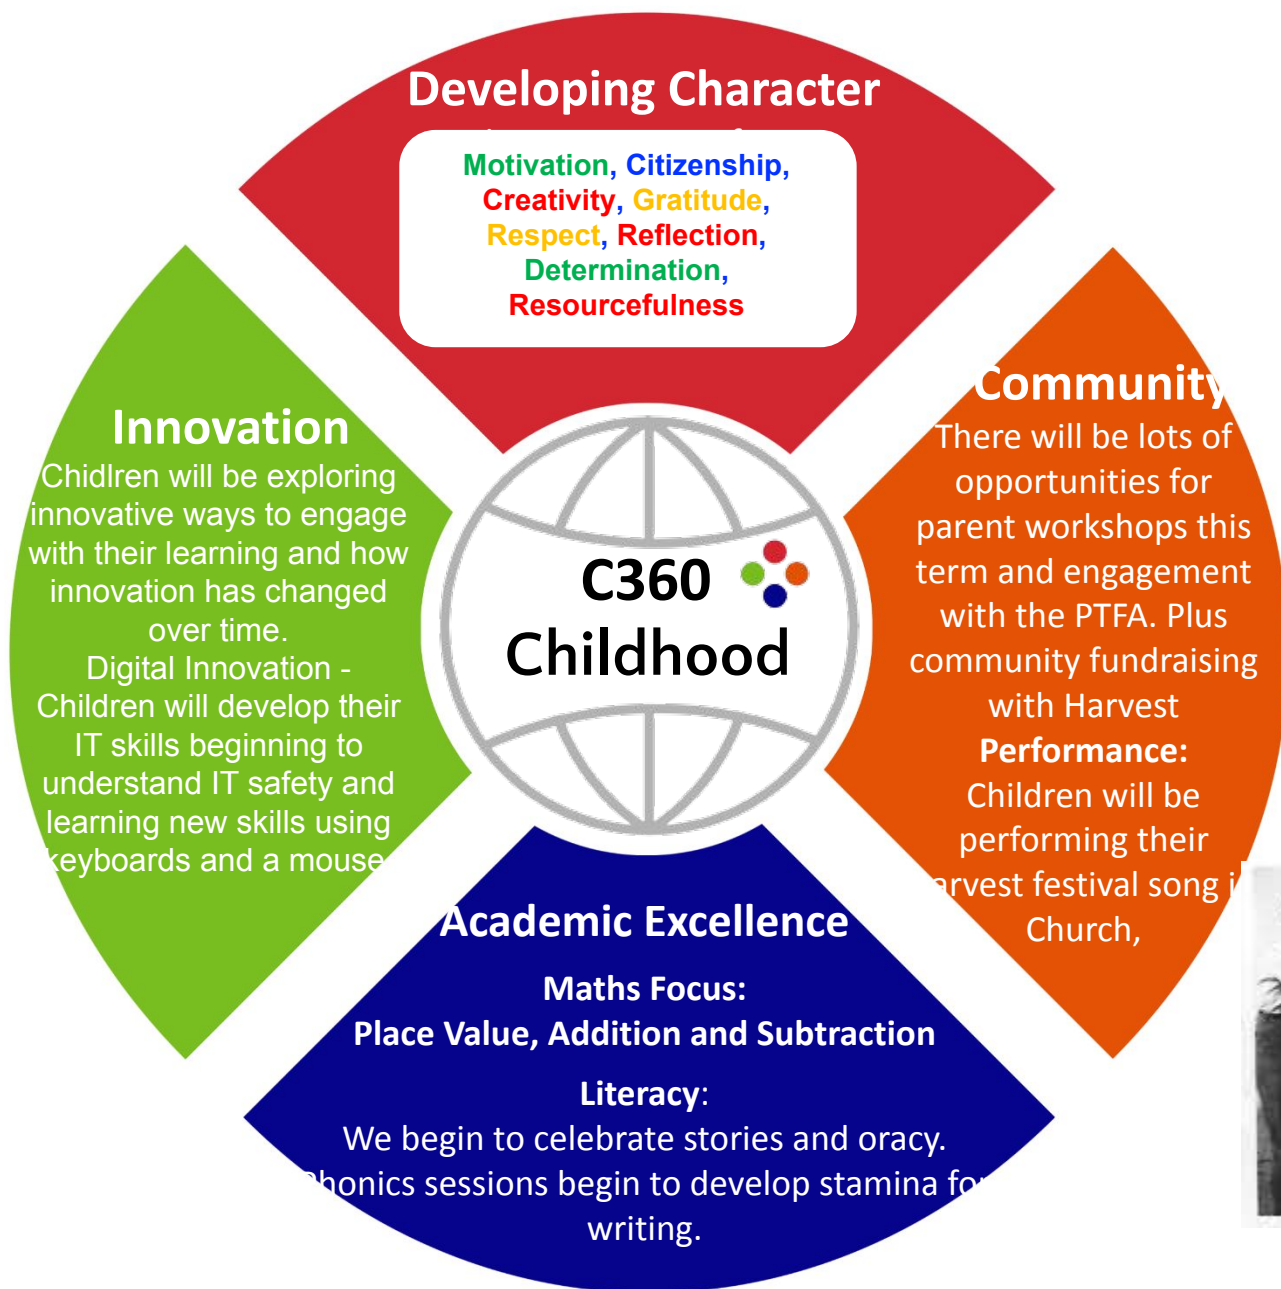 Developing Character
Motivation, Citizenship,
Creativity, Gratitude,
Respect, Reflection,
Determination,
Resourcefulness
Innovation
Chidlren will be exploring
innovative ways to engage
with their learning and how
innovation has changed
over time.
Digital Innovation -
Children will develop their
IT skills beginning to
understand IT safety and
learning new skills using
keyboards and a mouse
C360
Childhood
Community
There will be lots of
opportunities for
parent workshops this
term and engagement
with the PTFA. Plus
community fundraising
with Harvest
Performance:
Children will be
performing their
arvest festival song i
Church,
Academic Excellence
Maths Focus:
Place Value, Addition and Subtraction
Literacy:
We begin to celebrate stories and oracy.
Phonics sessions begin to develop stamina for
writing.